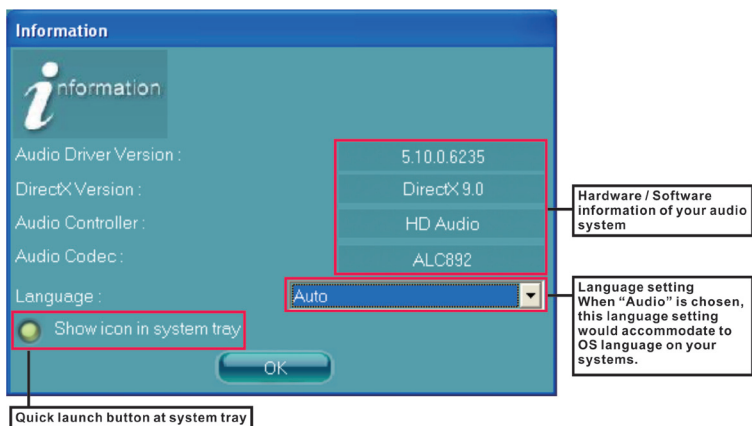 Information
information
Audio Driver Version :
5.10.0.6235
DirectX Version :
DirectX 9.0
Audio Controller :
HD Audio
Audio Codec :
ALC892
Language :
Auto
Show icon in system tray
OK
Hardware / Software
information of your audio
system
Language setting
When “Audio” is chosen,
this language setting
would accommodate to
OS language on your
systems.
Quick launch button at system tray